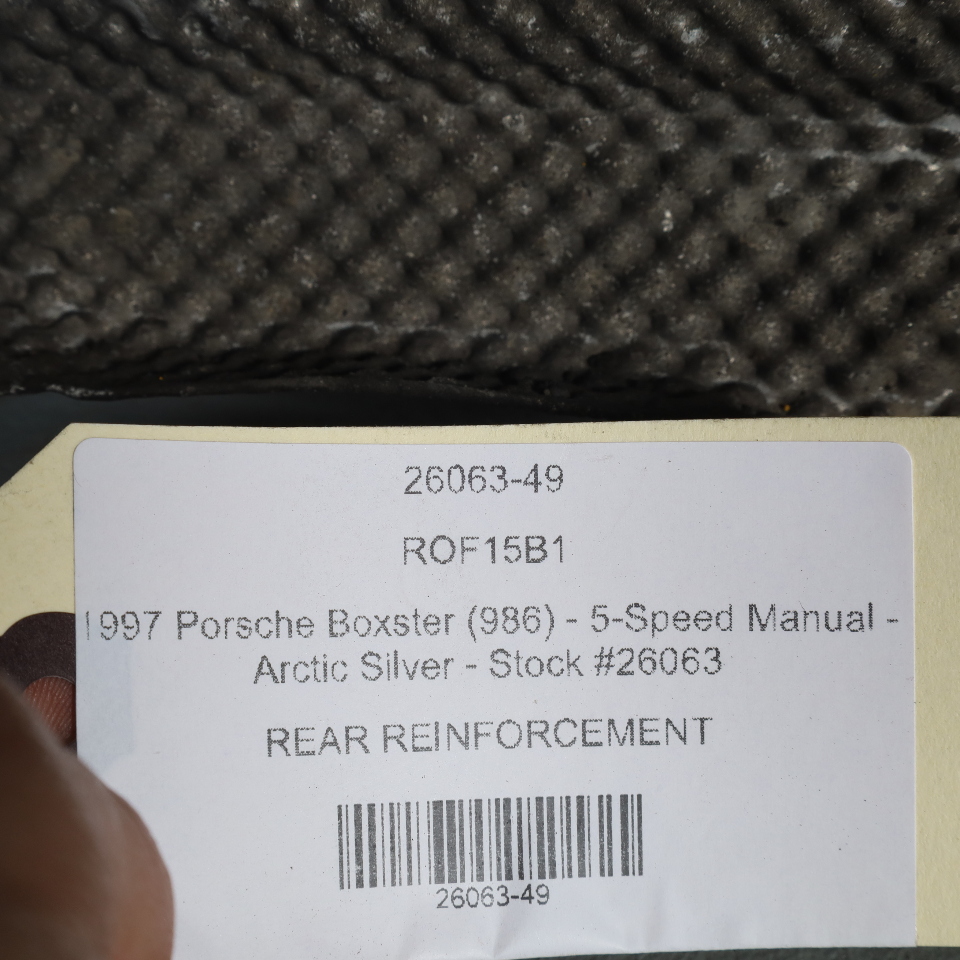 26063-49
ROF15B1
1997 Porsche Boxster (986) - 5-Speed Manual -
Arctic Silver - Stock #26063
REAR REINFORCEMENT
26063-49